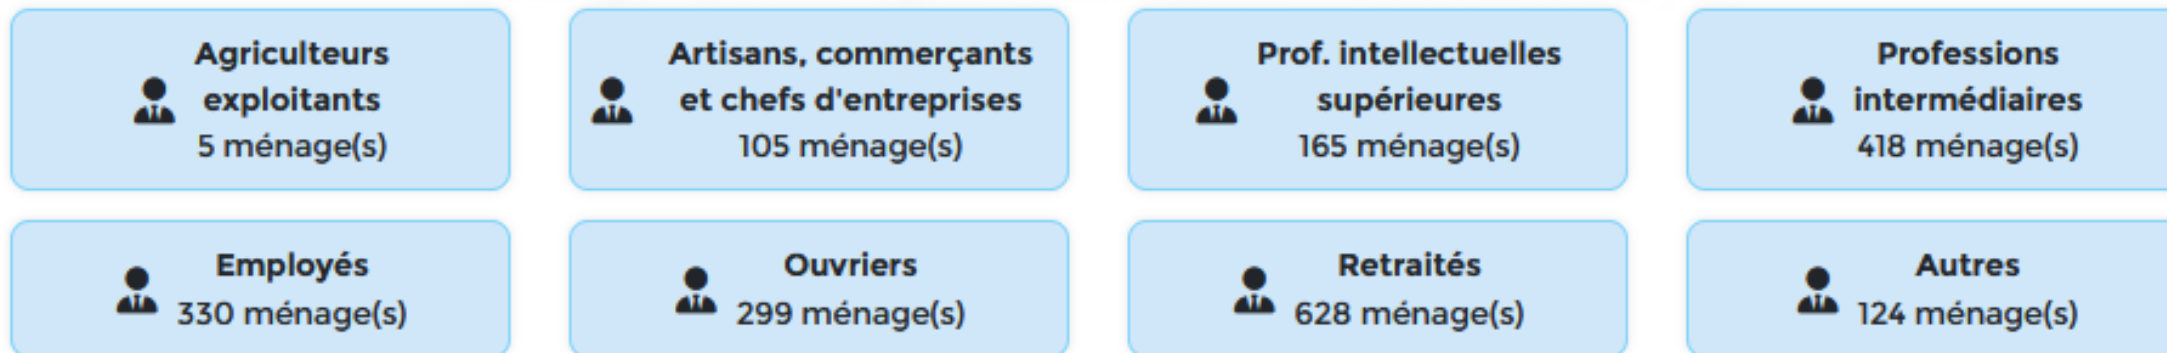 Agriculteurs
exploitants
5 ménage(s)
Artisans, commerçants
et chefs d'entreprises
105 ménage(s)
Prof. intellectuelles
supérieures
165 ménage(s)
Professions
intermédiaires
418 ménage(s)
Employés
330 ménage(s)
Ouvriers
299 ménage(s)
Retraités
628 ménage(s)
Autres
124 ménage(s)